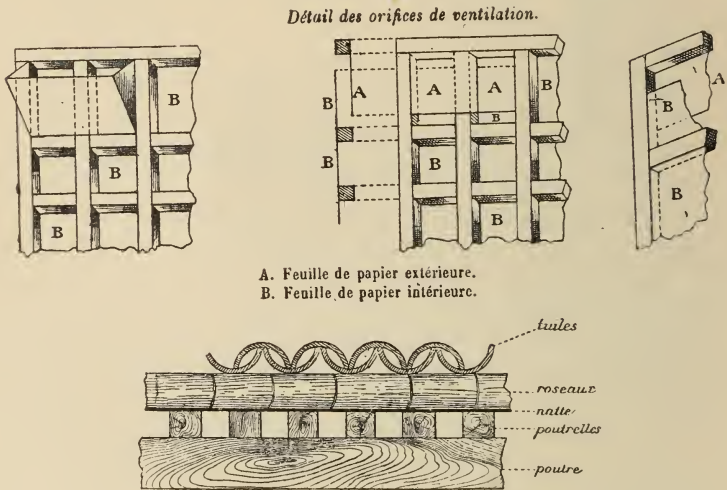 Détail des orifices de ventilation.
B
B
B
B
B
A
A
A
B
B
B
B
B
A
B
B
A. Feuille de papier extérieure.
B. Feuille de papier intérieure.
tuiles
roseaux
natte
poutrelles
poutre